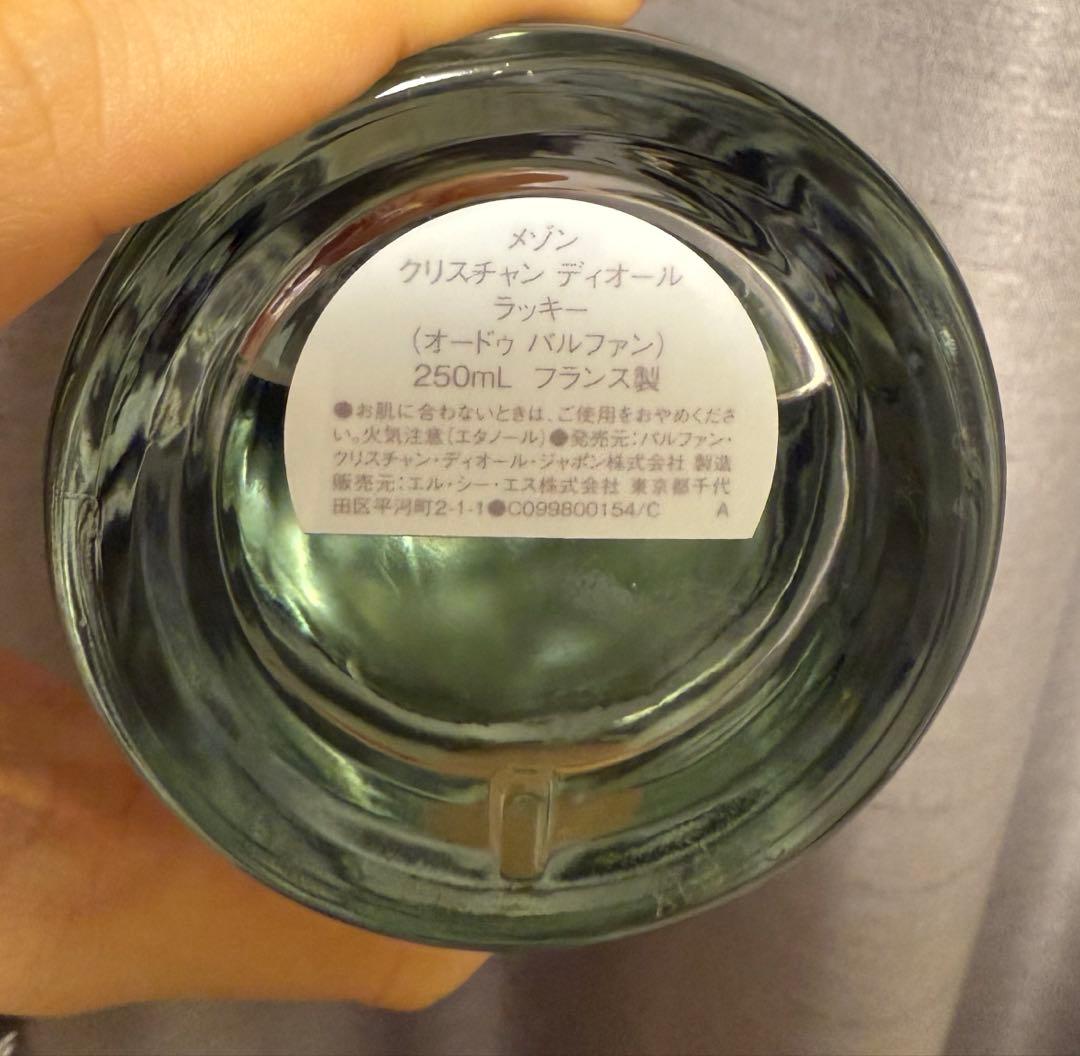 メゾン
クリスチャン ディオール
ラッキー
(オードゥ パルファン)
250mL フランス製
●お肌に合わないときは、ご使用をおやめくださ
い。火気注意(エタノール)●発売元:パルファン・
クリスチャン・ディオール・ジャポン株式会社 製造
販売元:エル・シー・エス株式会社 東京都千代
田区平河町2-1-1●C099800154/C A